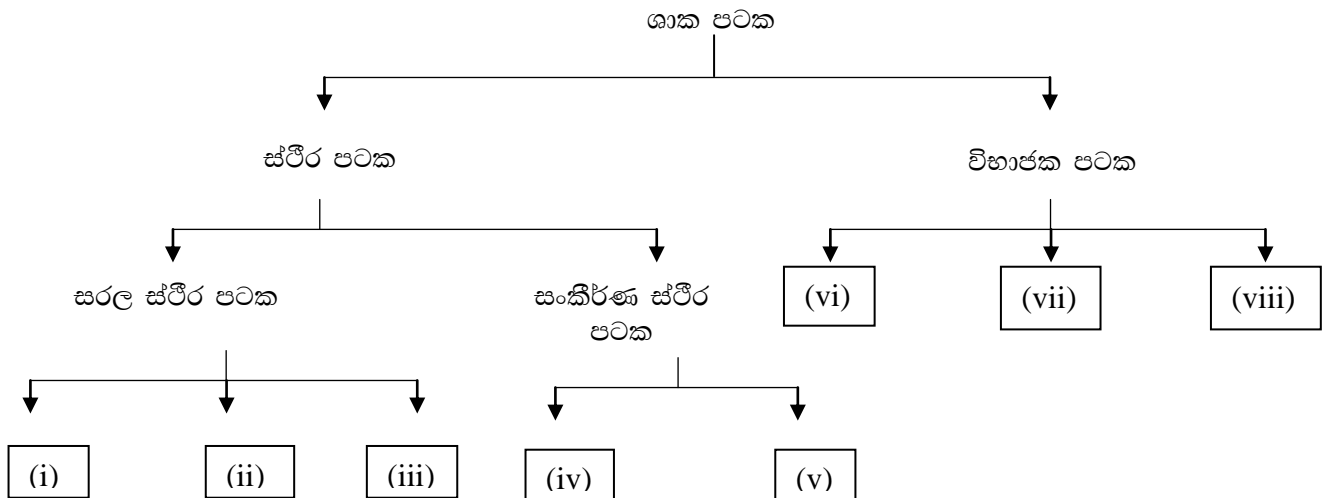 ශාක පටක
ස්ථීර පටක
විභාජක පටක
සරල ස්ථීර පටක
සංකීර්ණ ස්ථීර
පටක
(vi)
(vii)
(viii)
(i)
(ii)
(iii)
(iv)
(v)